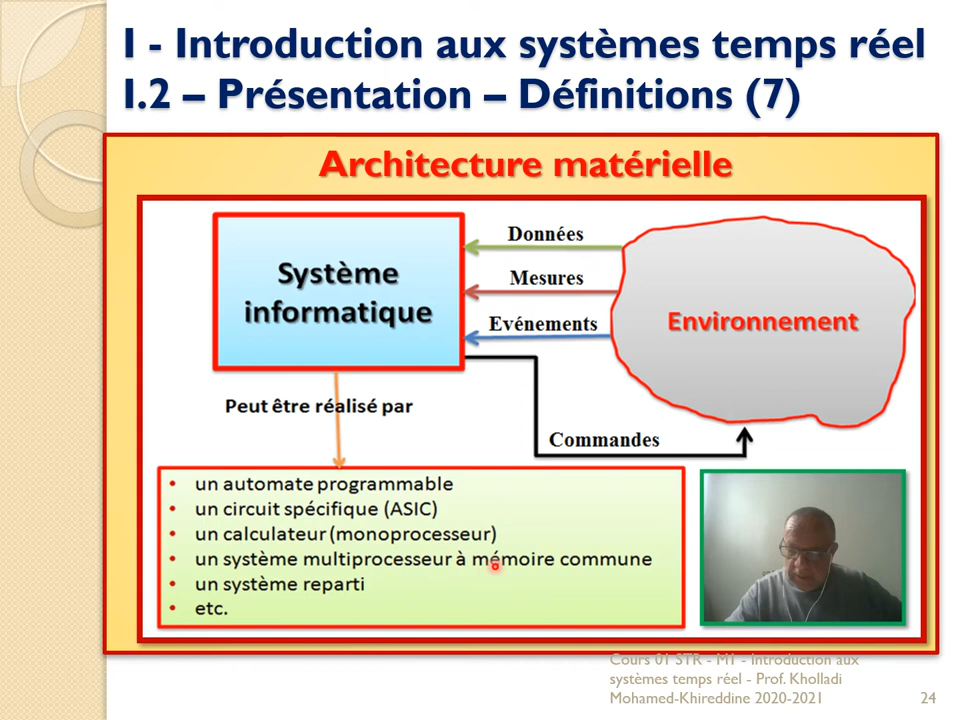 I - Introduction aux systèmes temps réel
I.2 – Présentation – Définitions (7)
Architecture matérielle
Données
Système
informatique
Mesures
Environnement
Evénements
Peut être réalisé par
Commandes
• un automate programmable
• un circuit spécifique (ASIC)
• un calculateur (monoprocesseur)
• un système multiprocesseur à mémoire commune
• un système reparti
• etc.
Cours 01 STR - M1 - Introduction aux
systèmes temps réel - Prof. Kholladi
Mohamed-Khireddine 2020-2021
24